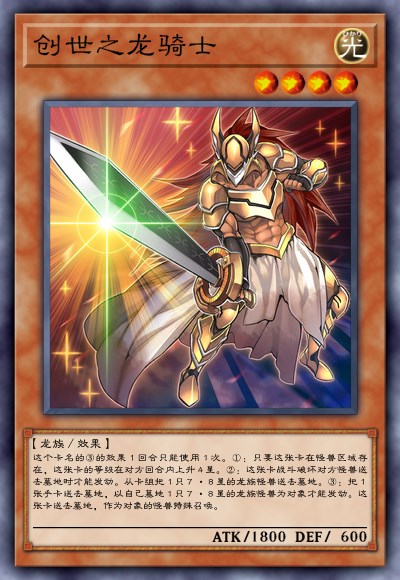 创世之龙骑士
光
【龙族／效果】
这个卡名的③的效果1回合只能使用1次。①：只要这张卡在怪兽区域存
在，这张卡的等级在对方回合内上升4星。②：这张卡战斗破坏对方怪兽送
去墓地时才能发动。从卡组把1只7・8星的龙族怪兽送去墓地。③：把1
张手卡送去墓地，以自己墓地1只7・8星的龙族怪兽为对象才能发动。这
张卡送去墓地，作为对象的怪兽特殊召唤。
ATK/1800 DEF/ 600